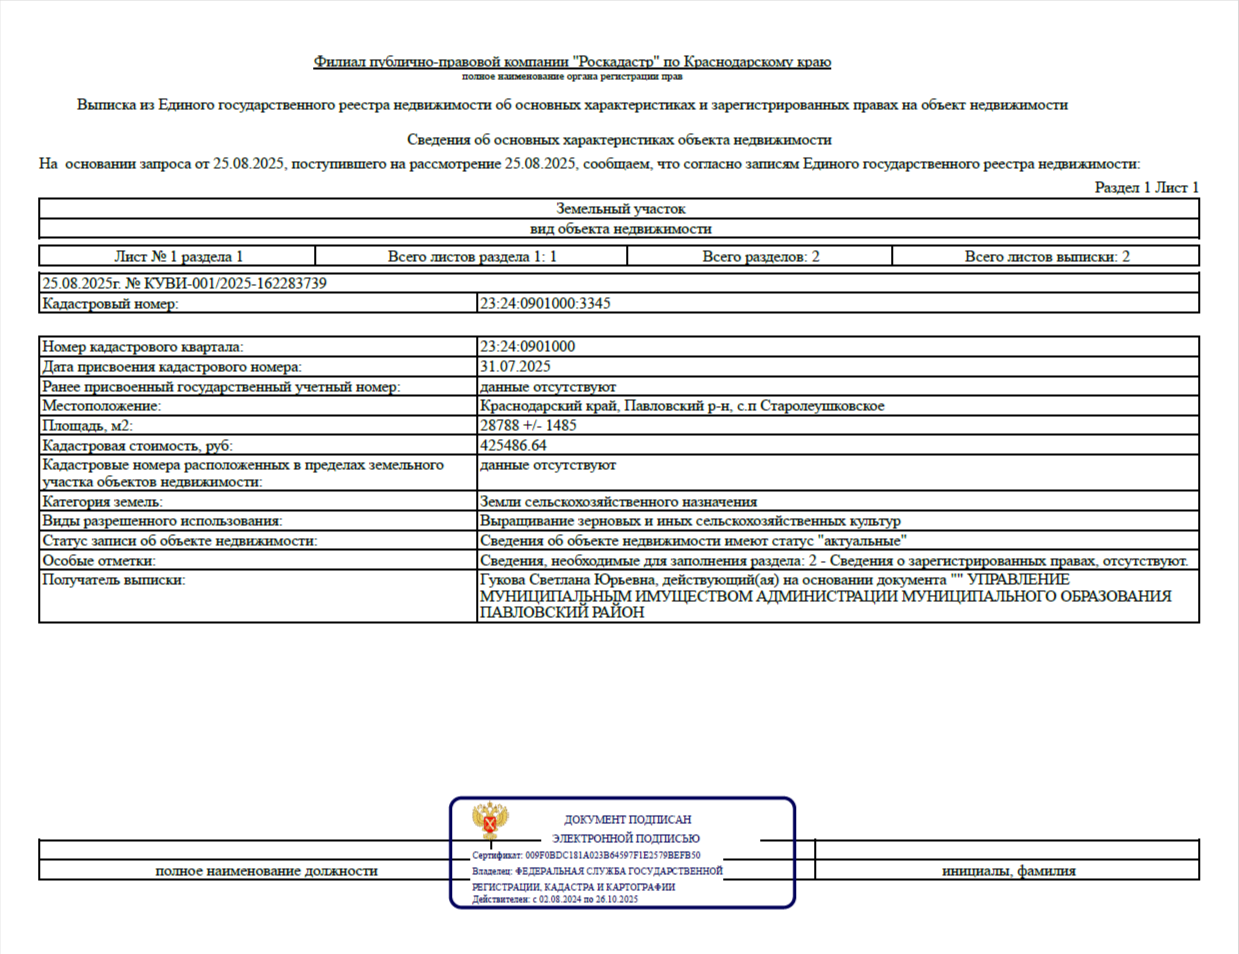 Филиал публично-правовой компании "Роскадастр" по Краснодарскому краю
полное наименование органа регистрации прав
Выписка из Единого государственного реестра недвижимости об основных характеристиках и зарегистрированных правах на объект недвижимости
Сведения об основных характеристиках объекта недвижимости
На основании запроса от 25.08.2025, поступившего на рассмотрение 25.08.2025, сообщаем, что согласно записям Единого государственного реестра недвижимости:
Раздел 1 Лист 1
Земельный участок
вид объекта недвижимости
Лист № 1 раздела 1 Всего листов раздела 1: 1 Всего разделов: 2 Всего листов выписки: 2
25.08.2025г. № КУВИ-001/2025-162283739
Кадастровый номер: 23:24:0901000:3345
Номер кадастрового квартала: 23:24:0901000
Дата присвоения кадастрового номера: 31.07.2025
Ранее присвоенный государственный учетный номер: данные отсутствуют
Местоположение: Краснодарский край, Павловский р-н, с.п Старолеушковское
Площадь, м2: 28788 +/- 1485
Кадастровая стоимость, руб: 425486.64
Кадастровые номера расположенных в пределах земельного данные отсутствуют
участка объектов недвижимости:
Категория земель: Земли сельскохозяйственного назначения
Виды разрешенного использования: Выращивание зерновых и иных сельскохозяйственных культур
Статус записи об объекте недвижимости: Сведения об объекте недвижимости имеют статус "актуальные"
Особые отметки: Сведения, необходимые для заполнения раздела: 2 - Сведения о зарегистрированных правах, отсутствуют.
Получатель выписки: Гукова Светлана Юрьевна, действующий(ая) на основании документа "" УПРАВЛЕНИЕ
МУНИЦИПАЛЬНЫМ ИМУЩЕСТВОМ АДМИНИСТРАЦИИ МУНИЦИПАЛЬНОГО ОБРАЗОВАНИЯ
ПАВЛОВСКИЙ РАЙОН
ДОКУМЕНТ ПОДПИСАН
ЭЛЕКТРОННОЙ ПОДПИСЬЮ
Сертификат: 009F0BDC181A023B64597F1E2579BEFB50
Владелец: ФЕДЕРАЛЬНАЯ СЛУЖБА ГОСУДАРСТВЕННОЙ
РЕГИСТРАЦИИ, КАДАСТРА И КАРТОГРАФИИ
Действителен: с 02.08.2024 по 26.10.2025
полное наименование должности
инициалы, фамилия